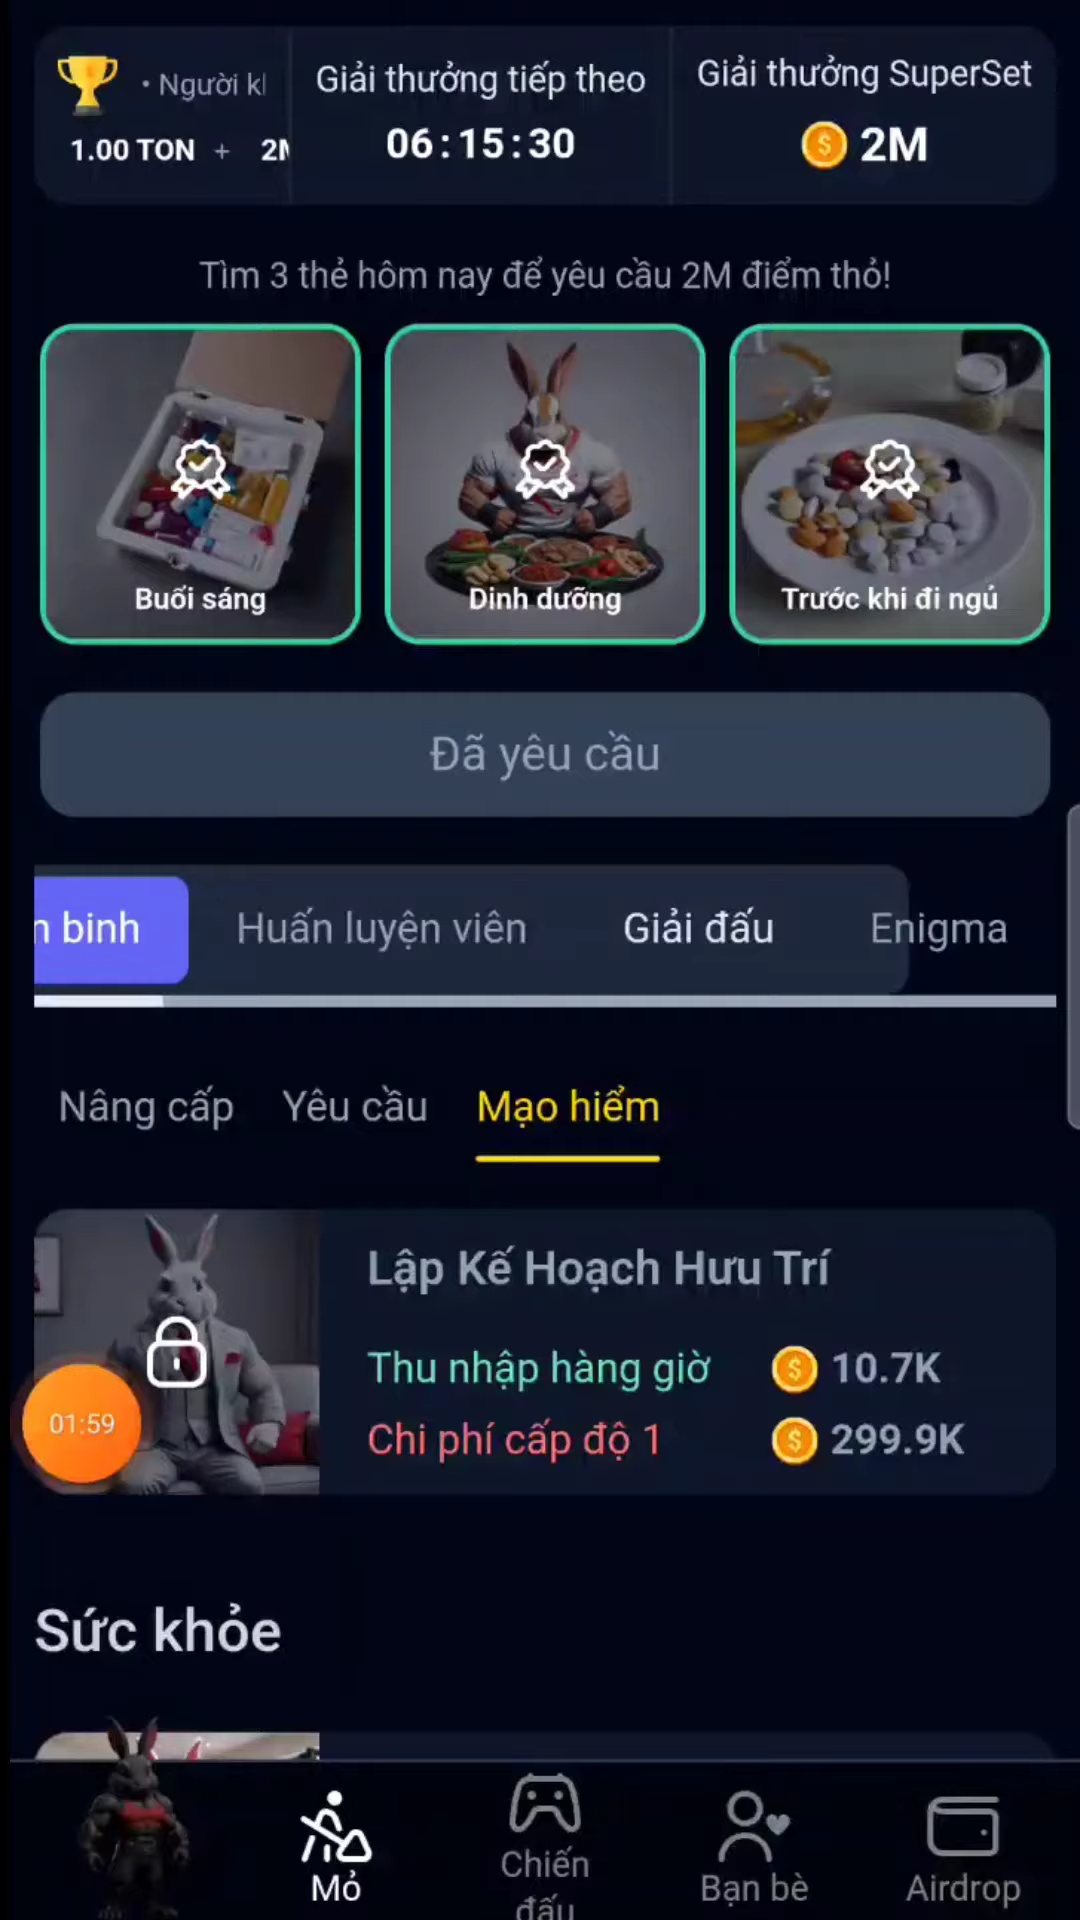 • Người k
1.00 TON + 2
Giải thưởng tiếp theo
06:15:30
Giải thưởng SuperSet
2M
Tìm 3 thẻ hôm nay để yêu cầu 2M điểm thỏ!
Buổi sáng
Dinh dưỡng
Trước khi đi ngủ
Đã yêu cầu
n binh
Huấn luyện viên
Giải đấu
Enigma
Nâng cấp
Yêu cầu
Mạo hiểm
Lập Kế Hoạch Hưu Trí
Thu nhập hàng giờ 10.7K
Chi phí cấp độ 1 299.9K
01:59
Sức khỏe
Mỏ
Chiến
đấu
Bạn bè
Airdrop